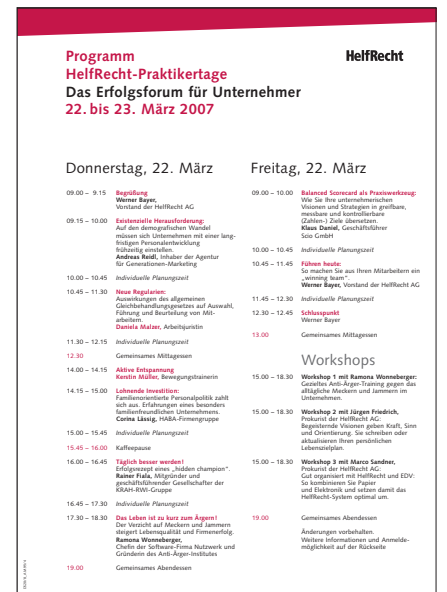 Programm
HelfRecht
HelfRecht-Praktikertage
Das Erfolgsforum für Unternehmer
22. bis 23. März 2007
Donnerstag, 22. März
09.00 – 9.15 Begrüßung
Werner Bayer,
Vorstand der HelfRecht AG
09.15 – 10.00 Existenzielle Herausforderung:
Auf den demografischen Wandel
müssen sich Unternehmen mit einer lang-
fristigen Personalentwicklung
frühzeitig einstellen.
Andreas Reidl, Inhaber der Agentur
für Generationen-Marketing
10.00 – 10.45 Individuelle Planungszeit
10.45 – 11.30 Neue Regularien:
Auswirkungen des allgemeinen
Gleichbehandlungsgesetzes auf Auswahl,
Führung und Beurteilung von Mit-
arbeitern.
Daniela Malzer, Arbeitsjuristin
11.30 – 12.15 Individuelle Planungszeit
12.30 Gemeinsames Mittagessen
14.00 – 14.15 Aktive Entspannung
Kerstin Müller, Bewegungstrainerin
14.15 – 15.00 Lohnende Investition:
Familienorientierte Personalpolitik zahlt
sich aus. Erfahrungen eines besonders
familienfreundlichen Unternehmens.
Corina Lässig, HABA-Firmengruppe
15.00 – 15.45 Individuelle Planungszeit
15.45 – 16.00 Kaffeepause
16.00 – 16.45 Täglich besser werden!
Erfolgsrezept eines „hidden champion“.
Rainer Fiala, Mitgründer und
geschäftsführender Gesellschafter der
KRAH-RWI-Gruppe
16.45 – 17.30 Individuelle Planungszeit
17.30 – 18.30 Das Leben ist zu kurz zum Ärgern!
Der Verzicht auf Meckern und Jammern
steigert Lebensqualität und Firmenerfolg.
Ramona Wonneberger,
Chefin der Software-Firma Nutzwerk und
Gründerin des Anti-Ärger-Institutes
19.00 Gemeinsames Abendessen
Freitag, 22. März
09.00 – 10.00 Balanced Scorecard als Praxiswerkzeug:
Wie Sie Ihre unternehmerischen
Visionen und Strategien in greifbare,
messbare und kontrollierbare
(Zahlen-) Ziele übersetzen.
Klaus Daniel, Geschäftsführer
Scio GmbH
10.00 – 10.45 Individuelle Planungszeit
10.45 – 11.45 Führen heute:
So machen Sie aus Ihren Mitarbeitern ein
„winning team“.
Werner Bayer, Vorstand der HelfRecht AG
11.45 – 12.30 Individuelle Planungszeit
12.30 – 12.45 Schlusspunkt
Werner Bayer
13.00 Gemeinsames Mittagessen
Workshops
15.00 – 18.30 Workshop 1 mit Ramona Wonneberger:
Gezieltes Anti-Ärger-Training gegen das
alltägliche Meckern und Jammern im
Unternehmen.
15.00 – 18.30 Workshop 2 mit Jürgen Friedrich,
Prokurist der HelfRecht AG:
Begeisternde Visionen geben Kraft, Sinn
und Orientierung. Sie schreiben oder
aktualisieren Ihren persönlichen
Lebenszielplan.
15.00 – 18.30 Workshop 3 mit Marco Sandner,
Prokurist der HelfRecht AG:
Gut organisiert mit HelfRecht und EDV:
So kombinieren Sie Papier
und Elektronik und setzen damit das
HelfRecht-System optimal um.
19.00 Gemeinsames Abendessen
Änderungen vorbehalten.
Weitere Informationen und Anmelde-
möglichkeit auf der Rückseite